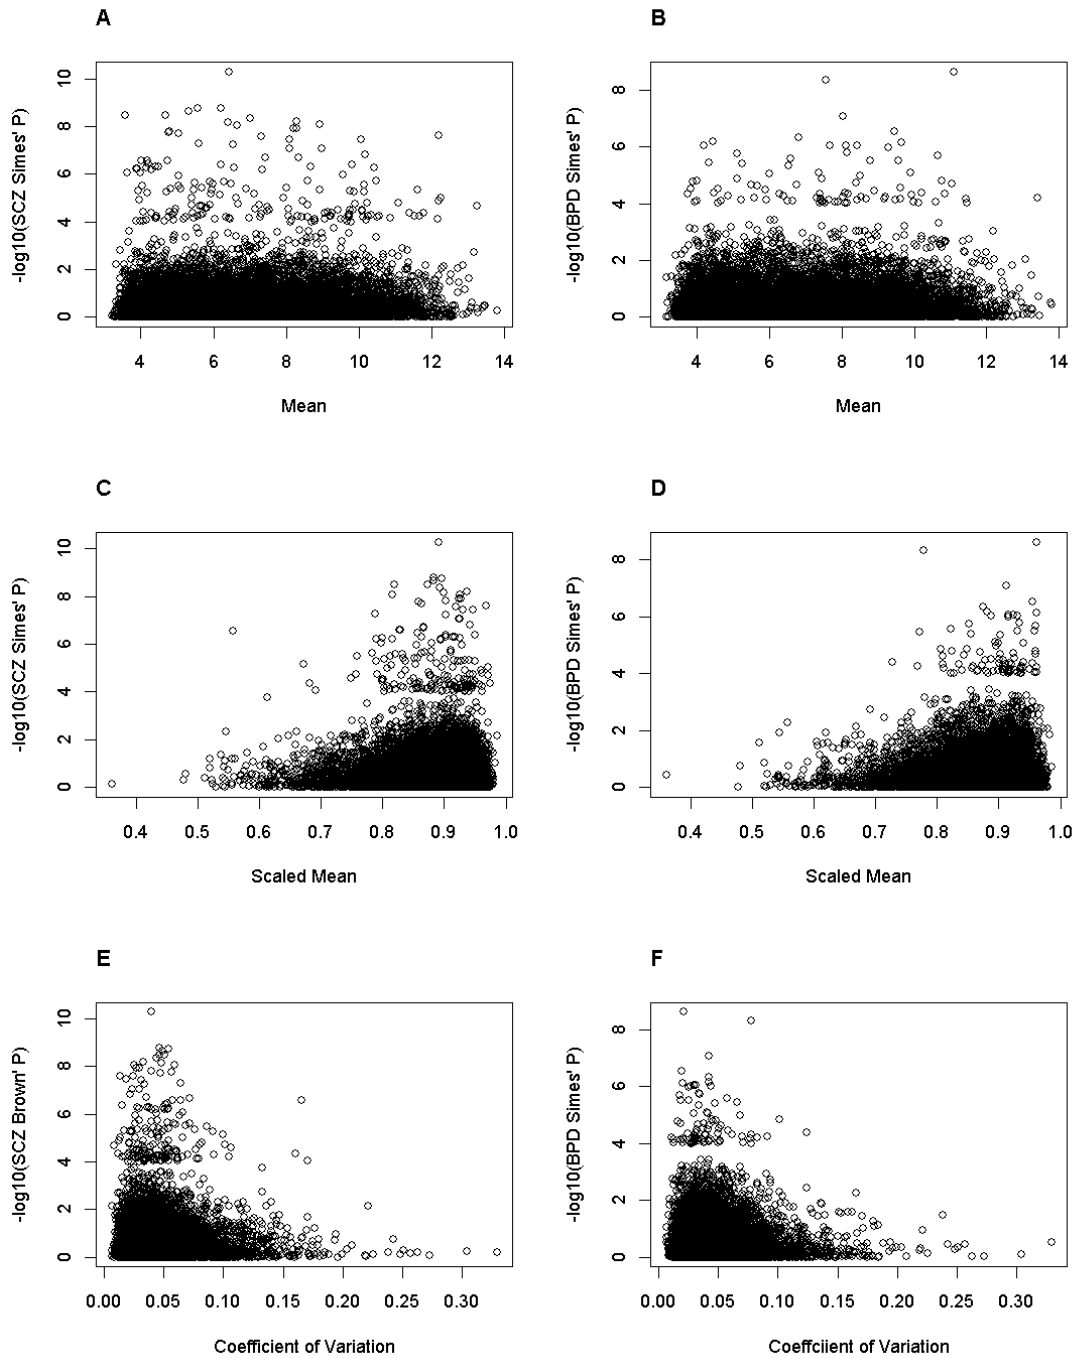 A
B
-log10(SCZ Simes' P)
0 2 4 6 8 10
4 6 8 10 12 14
Mean
-log10(BPD Simes' P)
0 2 4 6 8
4 6 8 10 12 14
Mean
C
D
-log10(SCZ Simes' P)
0 2 4 6 8 10
0.4 0.5 0.6 0.7 0.8 0.9 1.0
Scaled Mean
-log10(BPD Simes' P)
0 2 4 6 8
0.4 0.5 0.6 0.7 0.8 0.9 1.0
Scaled Mean
E
F
-log10(SCZ Brown' P)
0 2 4 6 8 10
0.00 0.05 0.10 0.15 0.20 0.25 0.30
Coefficient of Variation
-log10(BPD Simes' P)
0 2 4 6 8
0.00 0.05 0.10 0.15 0.20 0.25 0.30
Coeffciient of Variation